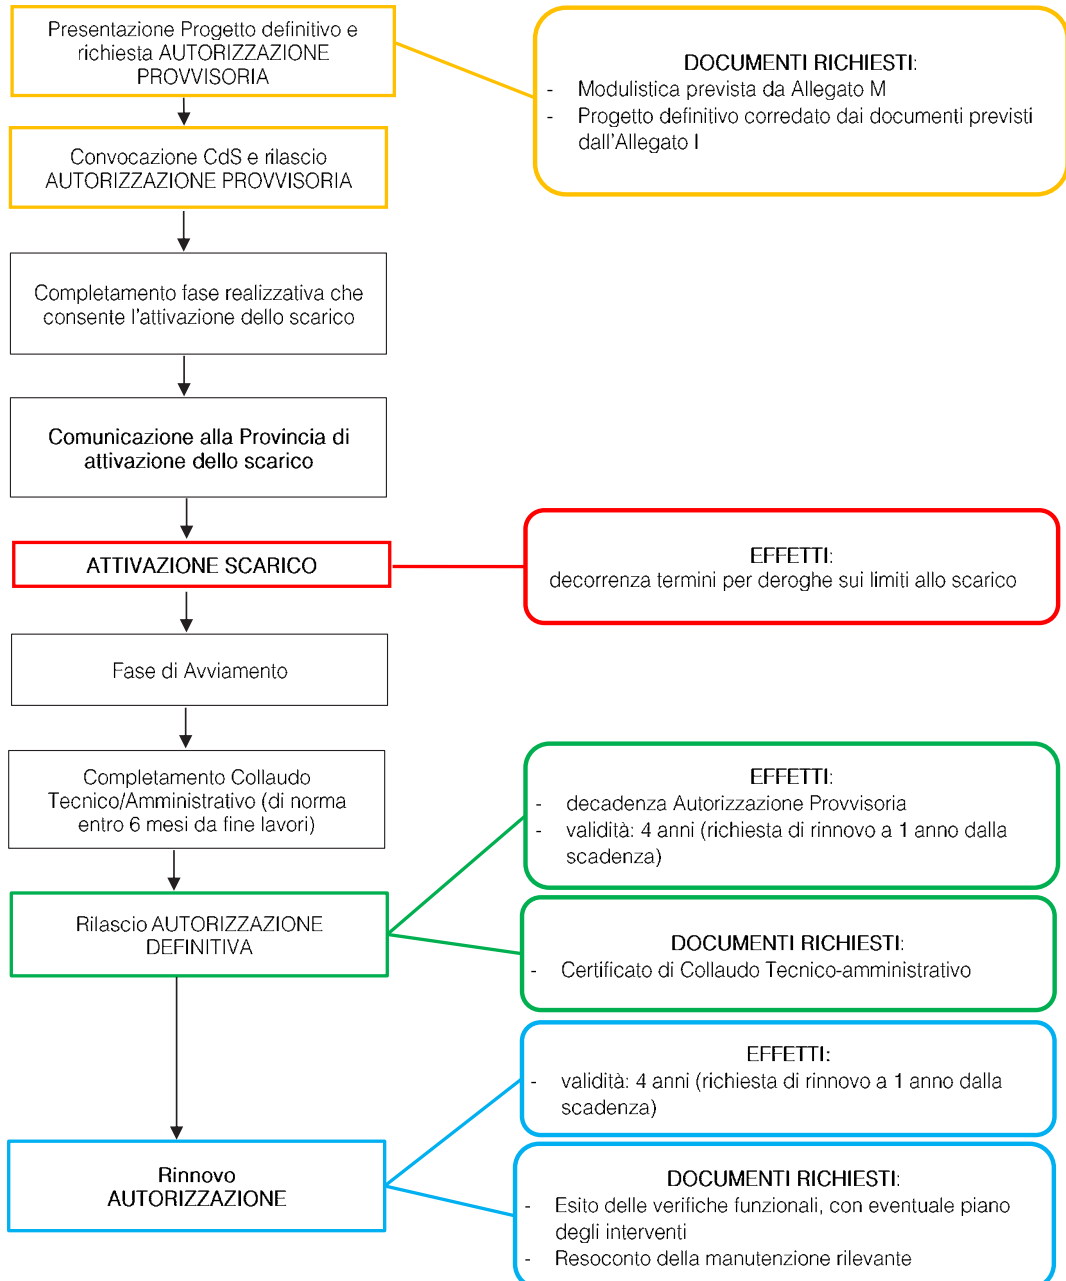 Presentazione Progetto definitivo e
richiesta AUTORIZZAZIONE
PROVVISORIA
DOCUMENTI RICHIESTI:
- Modulistica prevista da Allegato M
- Progetto definitivo corredato dai documenti previsti
dall'Allegato I
Convocazione CdS e rilascio
AUTORIZZAZIONE PROVVISORIA
Completamento fase realizzativa che
consente l'attivazione dello scarico
Comunicazione alla Provincia di
attivazione dello scarico
ATTIVAZIONE SCARICO
EFFETTI:
decorrenza termini per deroghe sui limiti allo scarico
Fase di Avviamento
Completamento Collaudo
Tecnico/Amministrativo (di norma
entro 6 mesi da fine lavori)
EFFETTI:
- decadenza Autorizzazione Provvisoria
- validità: 4 anni (richiesta di rinnovo a 1 anno dalla
scadenza)
Rilascio AUTORIZZAZIONE
DEFINITIVA
DOCUMENTI RICHIESTI:
- Certificato di Collaudo Tecnico-amministrativo
EFFETTI:
- validità: 4 anni (richiesta di rinnovo a 1 anno dalla
scadenza)
Rinnovo
AUTORIZZAZIONE
DOCUMENTI RICHIESTI:
- Esito delle verifiche funzionali, con eventuale piano
degli interventi
- Resoconto della manutenzione rilevante